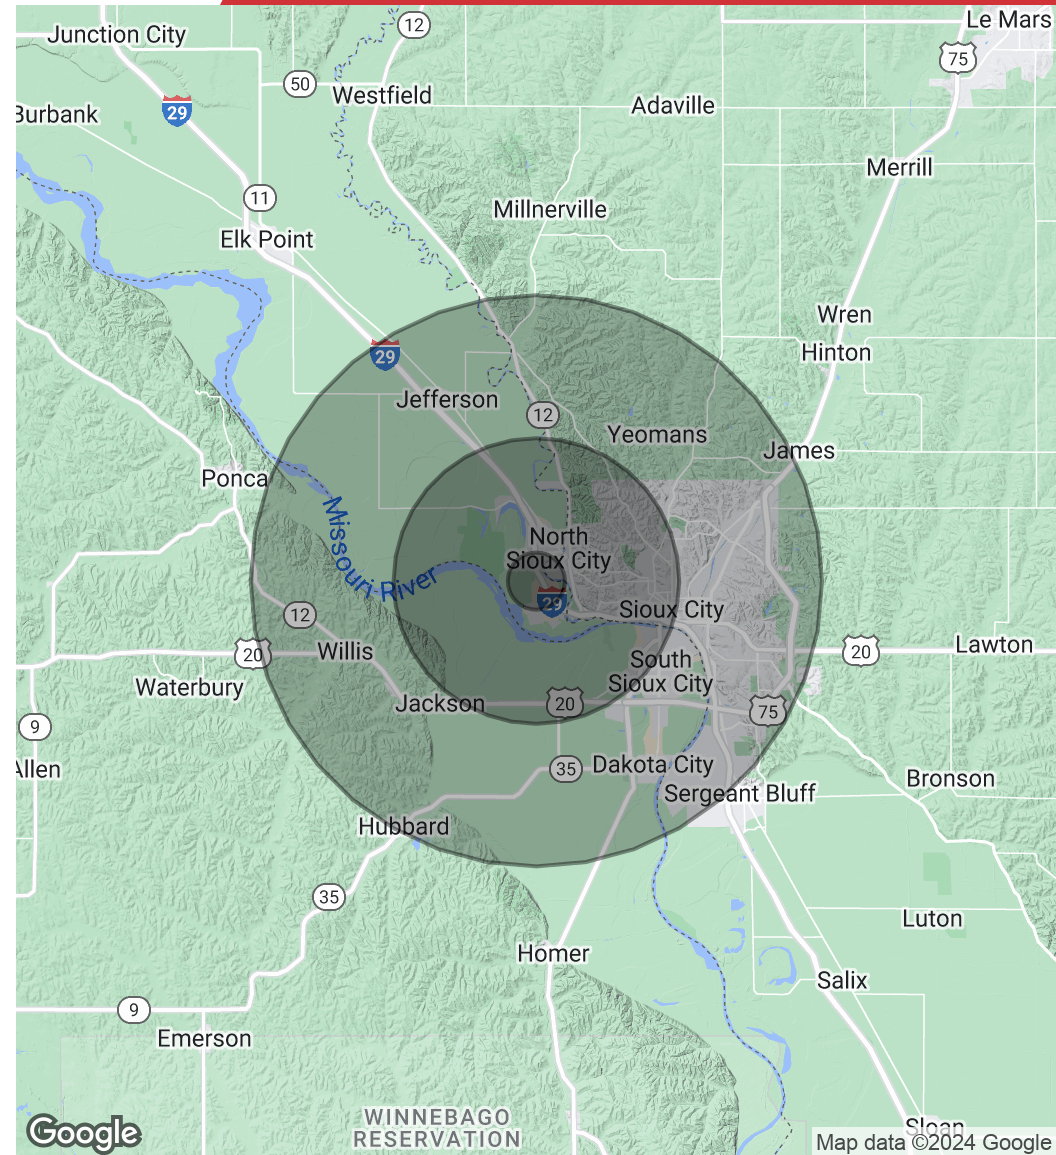 Le Mars
12
Junction City
75
50
Westfield
Adaville
29
Burbank
Merrill
11
Millnerville
Elk Point
Wren
29
Hinton
Jefferson
12
Yeomans
James
Ponca
Missouri River
North
Sioux City
29
Sioux City
12
Willis
20
20
Lawton
South
Sioux City
Waterbury
Jackson
20
75
9
35
Dakota City
Allen
Bronson
Sergeant Bluff
Hubbard
35
Luton
Homer
Salix
9
Emerson
WINNEBAGO
RESERVATION
Sloan
Google
Map data ©2024 Google